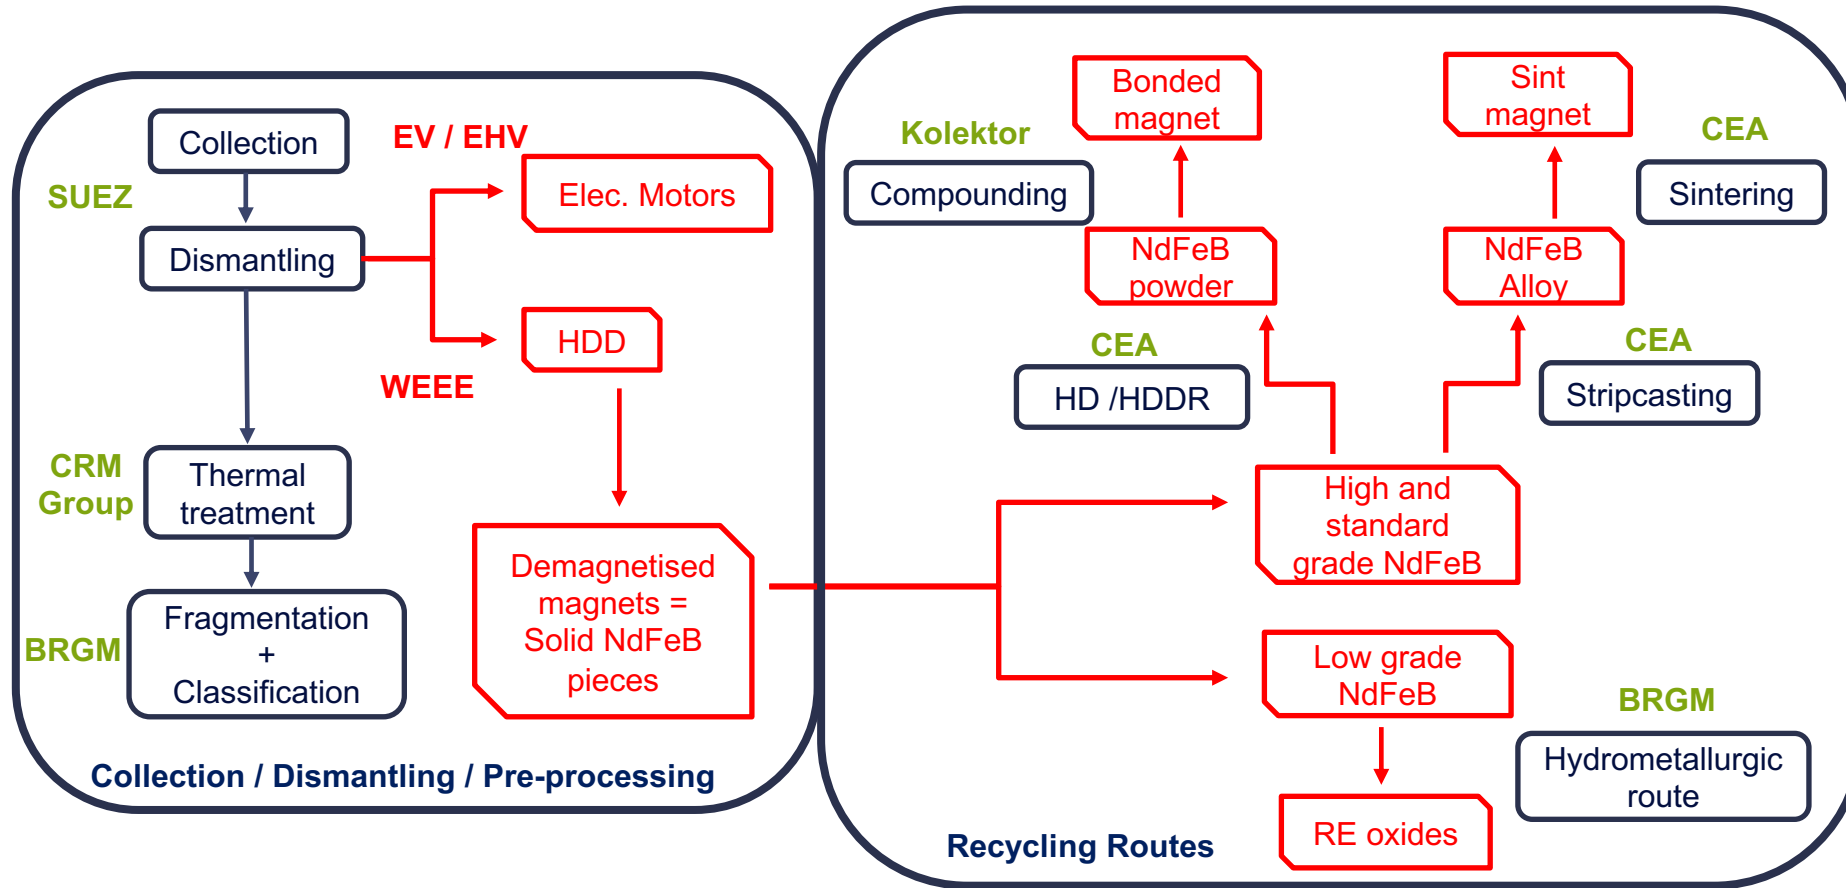 Collection
SUEZ
Dismantling
EV / EHV
Elec. Motors
HDD
WEEE
CRM
Group
Thermal
treatment
BRGM
Fragmentation
+
Classification
Demagnetised
magnets =
Solid NdFeB
pieces
Collection / Dismantling / Pre-processing
Bonded
magnet
Sint
magnet
Kolektor
Compounding
CEA
Sintering
NdFeB
powder
NdFeB
Alloy
CEA
HD /HDDR
CEA
Stripcasting
High and
standard
grade NdFeB
Low grade
NdFeB
BRGM
Hydrometallurgic
route
RE oxides
Recycling Routes